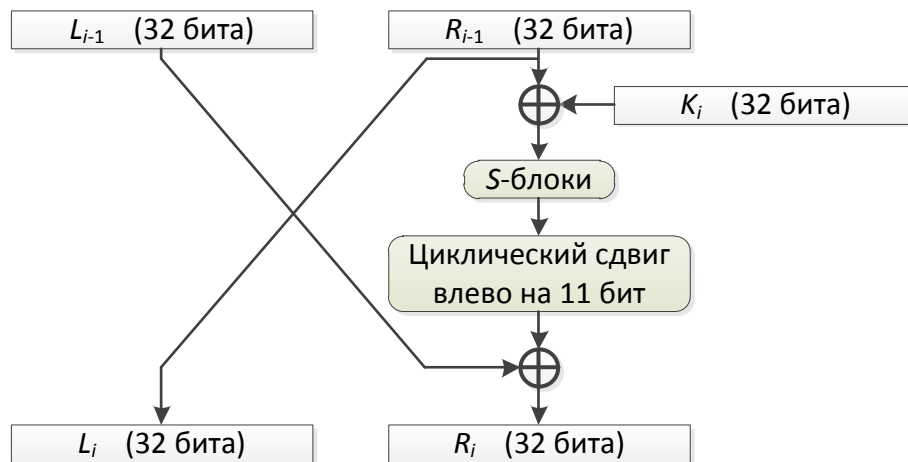 L_{i-1} (32 бита)
R_{i-1} (32 бита)
K_i (32 бита)
S-блоки
Циклический сдвиг
влево на 11 бит
L_i (32 бита)
R_i (32 бита)